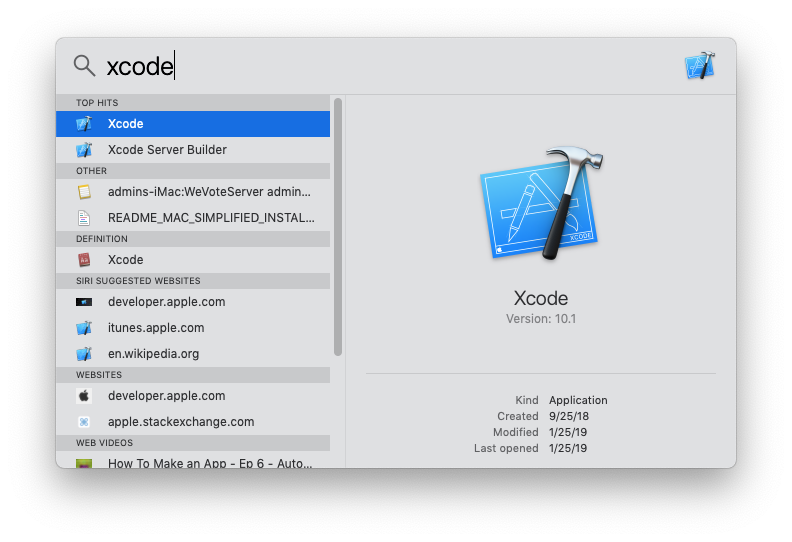 xcode
TOP HITS
Xcode
Xcode Server Builder
OTHER
admins-iMac:WeVoteServer admin...
README_MAC_SIMPLIFIED_INSTAL...
DEFINITION
Xcode
SIRI SUGGESTED WEBSITES
developer.apple.com
itunes.apple.com
en.wikipedia.org
WEBSITES
developer.apple.com
apple.stackexchange.com
WEB VIDEOS
How To Make an App - Ep 6 - Auto...
XCODE
Xcode
Version: 10.1
Kind Application
Created 9/25/18
Modified 1/25/19
Last opened 1/25/19